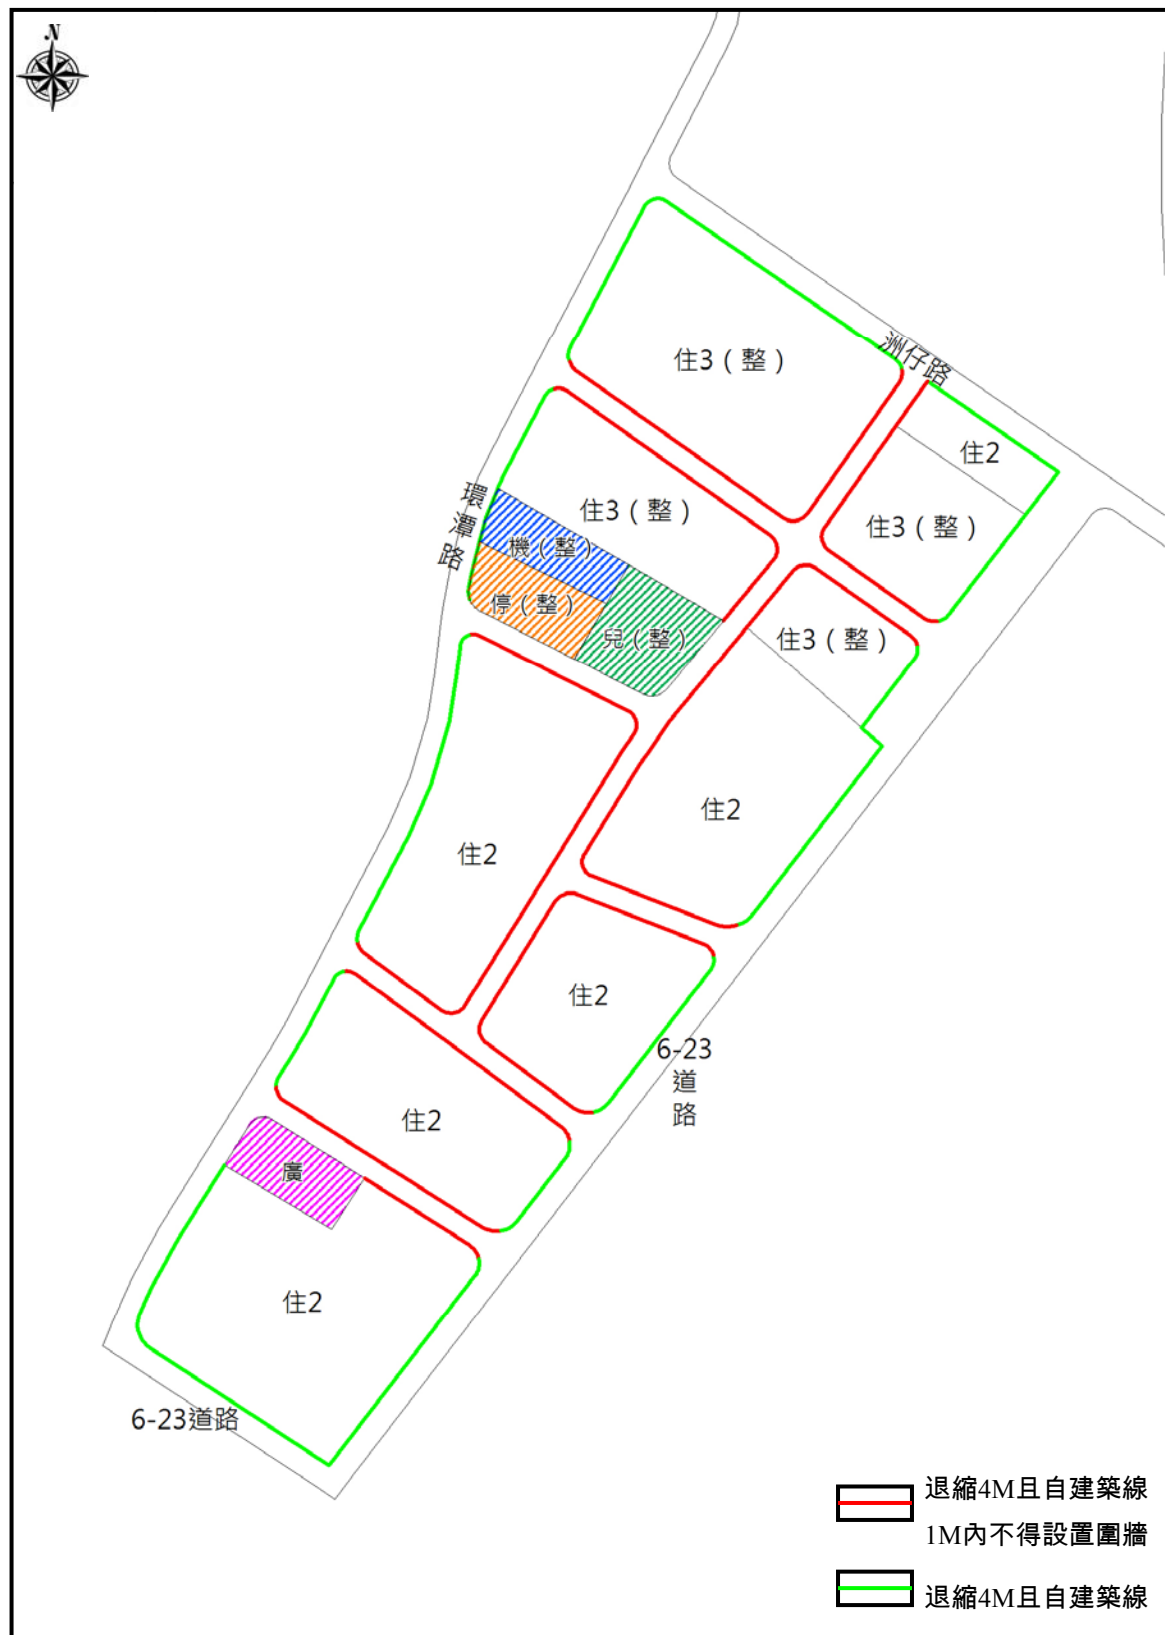 N
洲仔路
住3（整）
住2
住3（整）
環潭路
住3（整）
機（整）
停（整）
兒（整）
住3（整）
住2
住2
住2
6-23
道
路
住2
廣
住2
6-23道路
退縮4M且自建築線
1M內不得設置圍牆
退縮4M且自建築線